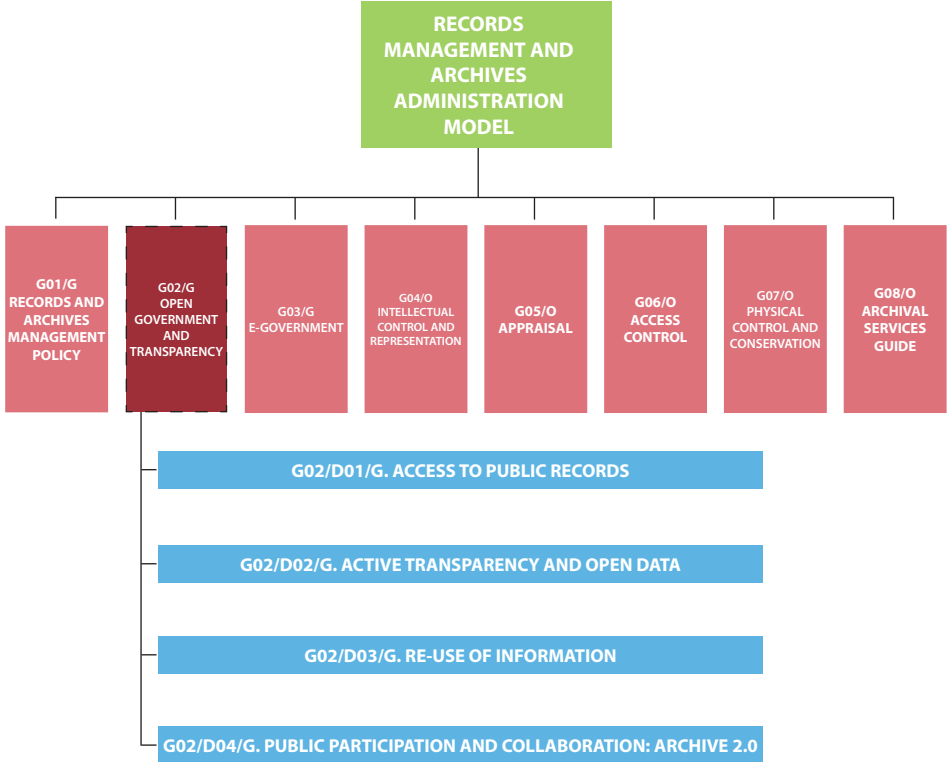 RECORDS
MANAGEMENT AND
ARCHIVES
ADMINISTRATION
MODEL
G01/G
RECORDS AND
ARCHIVES
MANAGEMENT
POLICY
G02/G
OPEN
GOVERNMENT
AND
TRANSPARENCY
G03/G
E-GOVERNMENT
G04/O
INTELLECTUAL
CONTROL AND
REPRESENTATION
G05/O
APPRAISAL
G06/O
ACCESS
CONTROL
G07/O
PHYSICAL
CONTROL AND
CONSERVATION
G08/O
ARCHIVAL
SERVICES
GUIDE
G02/D01/G. ACCESS TO PUBLIC RECORDS
G02/D02/G. ACTIVE TRANSPARENCY AND OPEN DATA
G02/D03/G. RE-USE OF INFORMATION
G02/D04/G. PUBLIC PARTICIPATION AND COLLABORATION: ARCHIVE 2.0